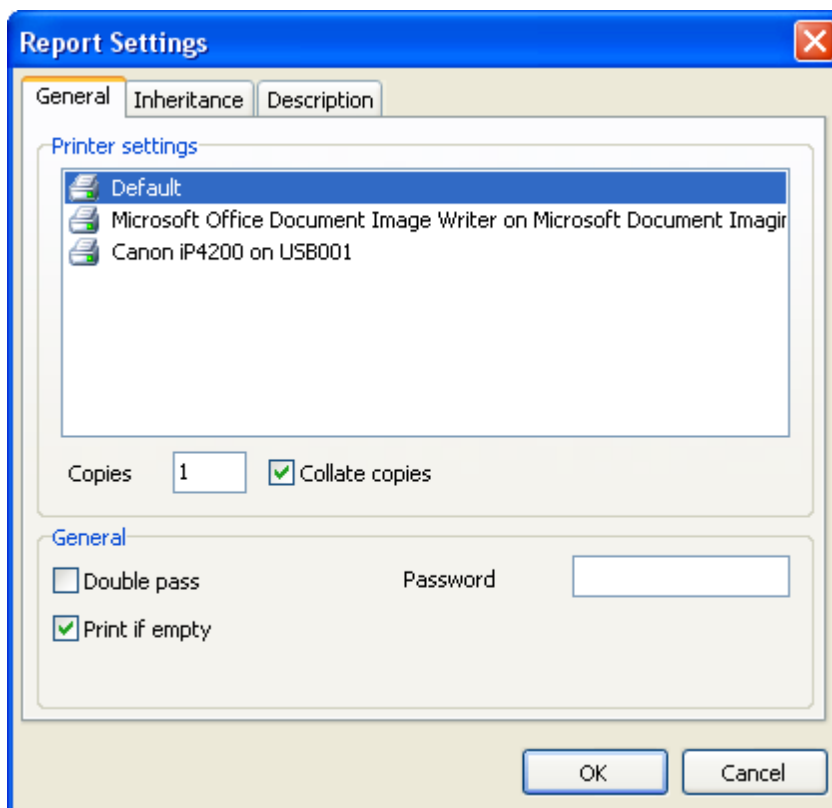 Report Settings
General Inheritance Description
Printer settings
Default
Microsoft Office Document Image Writer on Microsoft Document Imagin
Canon iP4200 on USB001
Copies 1 Collate copies
General
Double pass Password
Print if empty
OK Cancel